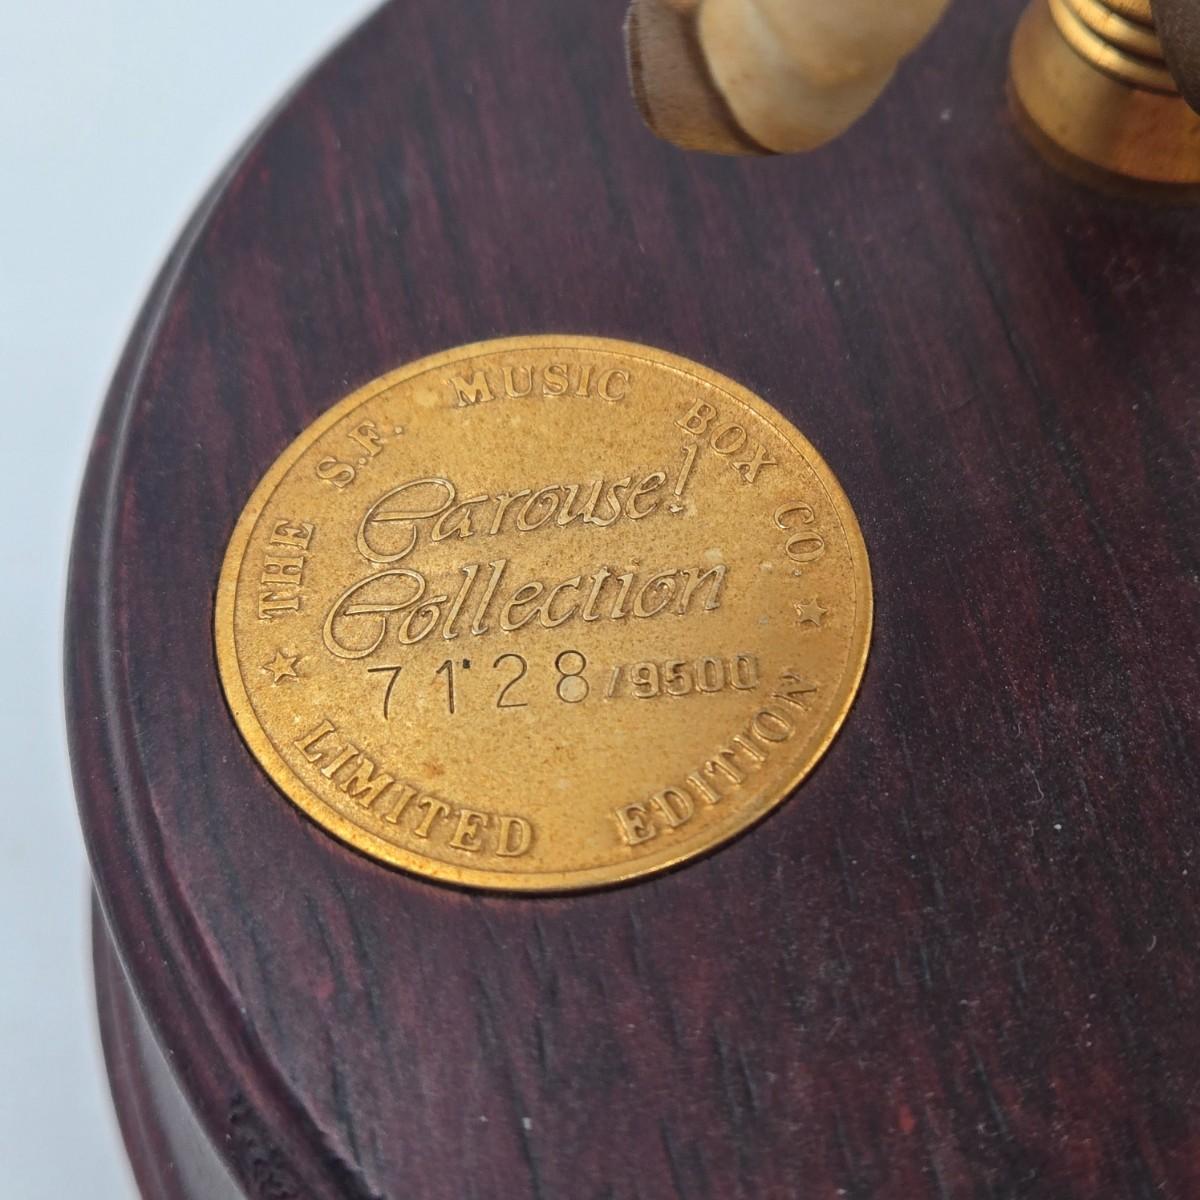 THE S.F. MUSIC BOX CO.
Carousel
Collection
7128/9500
LIMITED EDITION